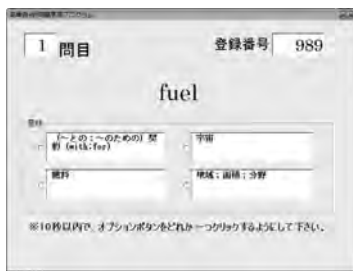 1 問目
登録番号 989
fuel
(〜との;〜のための) 契
約 (with;for)
宇宙
燃料
地域;面積;分野
※10秒以内で、オプションボタンをどれか一つクリックするようにして下さい。